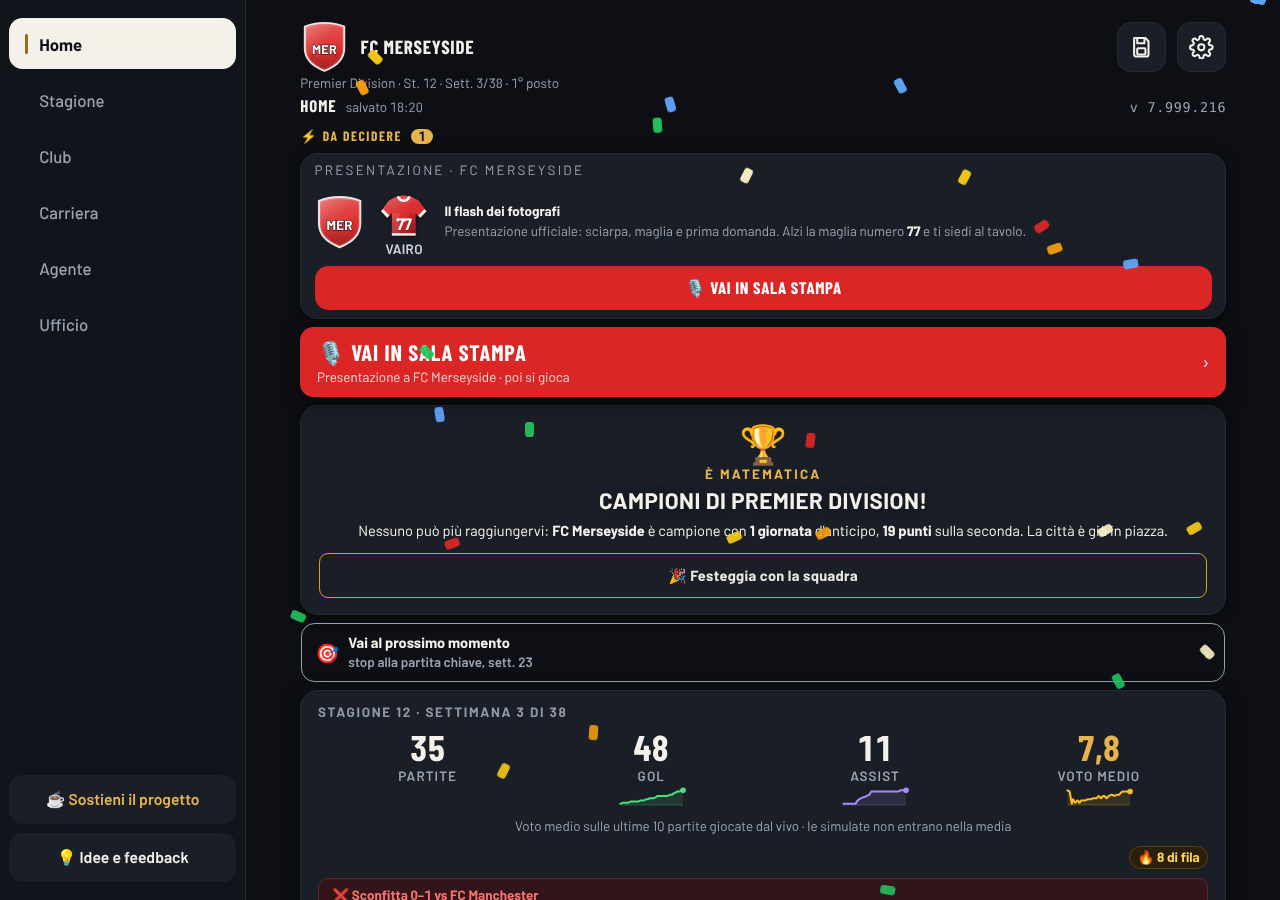 Home
Stagione
Club
Carriera
Agente
Ufficio
☕ Sostieni il progetto
💡 Idee e feedback
MER
FC MERSEYSIDE
Premier Division · St. 12 · Sett. 3/38 · 1° posto
HOME salvato 18:20
v 7.999.216
⚡ DA DECIDERE 1
PRESENTAZIONE · FC MERSEYSIDE
MER
77
VAIRO
Il flash dei fotografi
Presentazione ufficiale: sciarpa, maglia e prima domanda. Alzi la maglia numero 77 e ti siedi al tavolo.
🎙️ VAI IN SALA STAMPA
🎙️ VAI IN SALA STAMPA
Presentazione a FC Merseyside · poi si gioca
›
🏆
È MATEMATICA
CAMPIONI DI PREMIER DIVISION!
Nessuno può più raggiungervi: FC Merseyside è campione con 1 giornata d'anticipo, 19 punti sulla seconda. La città è già in piazza.
🎉 Festeggia con la squadra
🎯 Vai al prossimo momento
stop alla partita chiave, sett. 23
STAGIONE 12 · SETTIMANA 3 DI 38
35 48 11 7,8
PARTITE GOL ASSIST VOTO MEDIO
Voto medio sulle ultime 10 partite giocate dal vivo · le simulate non entrano nella media
🔥 8 di fila
❌ Sconfitta 0–1 vs FC Manchester